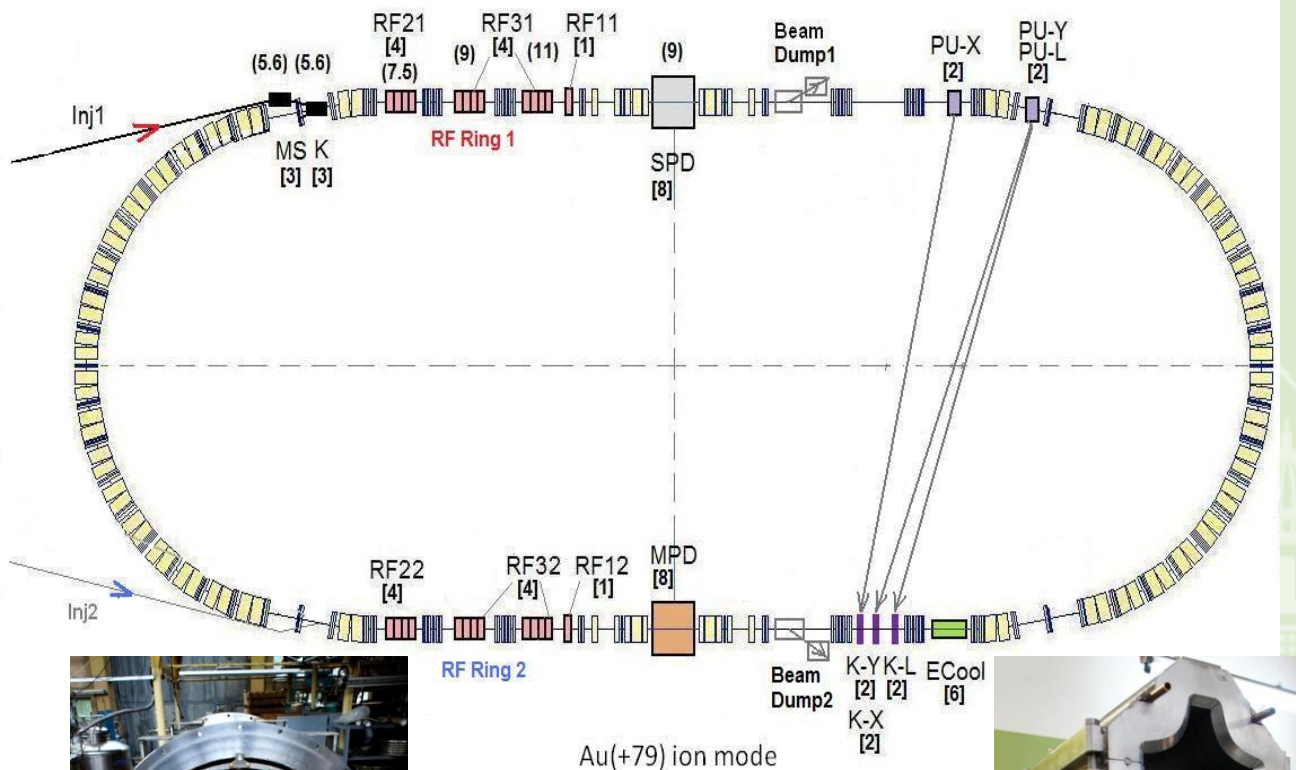 RF21
[4]
(7.5)
RF31
(9) [4] (11)
RF11
[1]
(9)
Beam
Dump1
PU-X
[2]
PU-Y
PU-L
[2]
(5.6) (5.6)
Inj1
MS K
[3] [3]
RF Ring 1
SPD
[8]
RF22
[4]
RF32
[4]
RF12
[1]
MPD
[8]
Inj2
RF Ring 2
Beam
Dump2
K-Y K-L
[2] [2]
K-X
[2]
ECool
[6]
Au(+79) ion mode